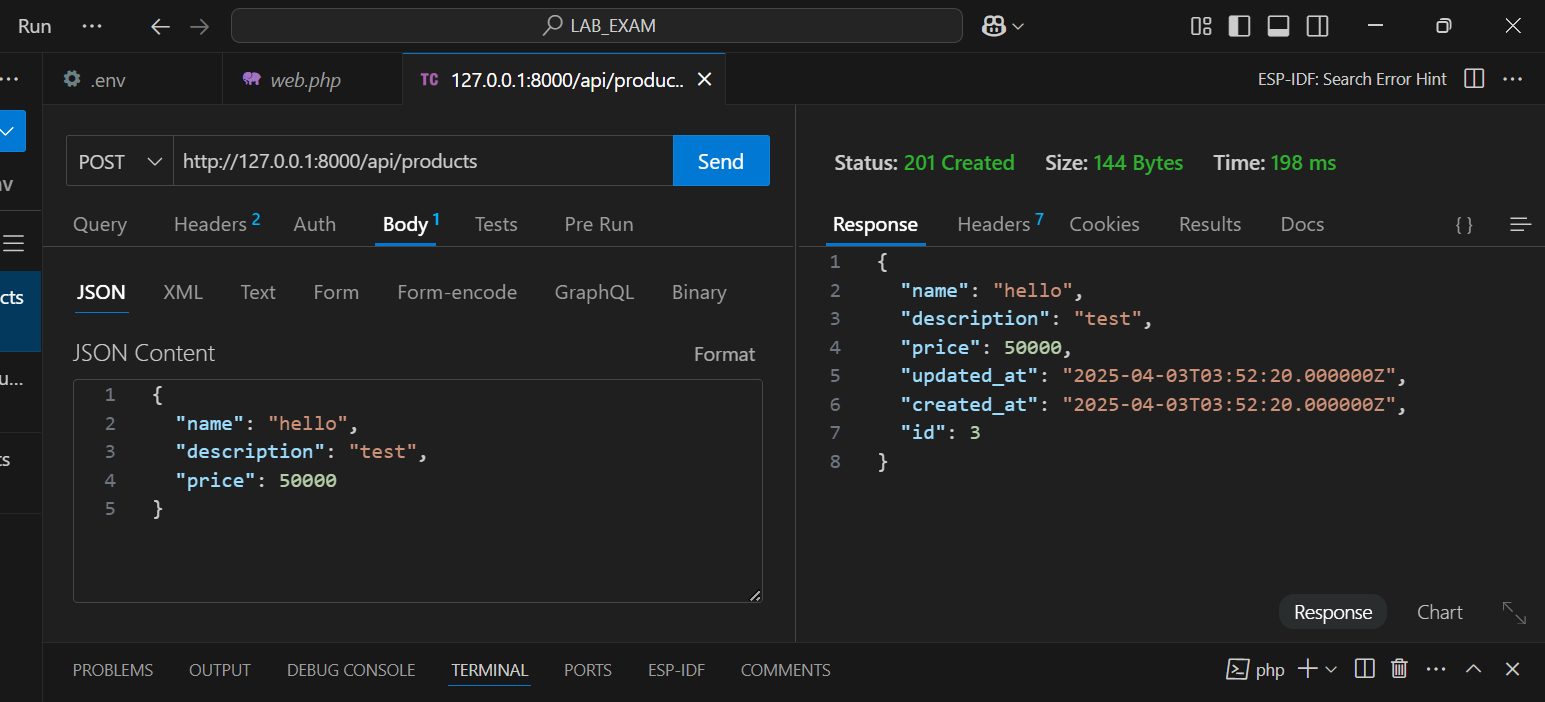 Run ··· LAB_EXAM
.env web.php TC 127.0.0.1:8000/api/produc.. ESP-IDF: Search Error Hint ···
POST http://127.0.0.1:8000/api/products Send
Status: 201 Created Size: 144 Bytes Time: 198 ms
Query Headers 2 Auth Body 1 Tests Pre Run
Response Headers 7 Cookies Results Docs { }
JSON XML Text Form Form-encode GraphQL Binary
JSON Content Format
1 {
2 "name": "hello",
3 "description": "test",
4 "price": 50000
5 }
1 {
2 "name": "hello",
3 "description": "test",
4 "price": 50000,
5 "updated_at": "2025-04-03T03:52:20.000000Z",
6 "created_at": "2025-04-03T03:52:20.000000Z",
7 "id": 3
8 }
Response Chart
cts
u...
PROBLEMS OUTPUT DEBUG CONSOLE TERMINAL PORTS ESP-IDF COMMENTS php ···